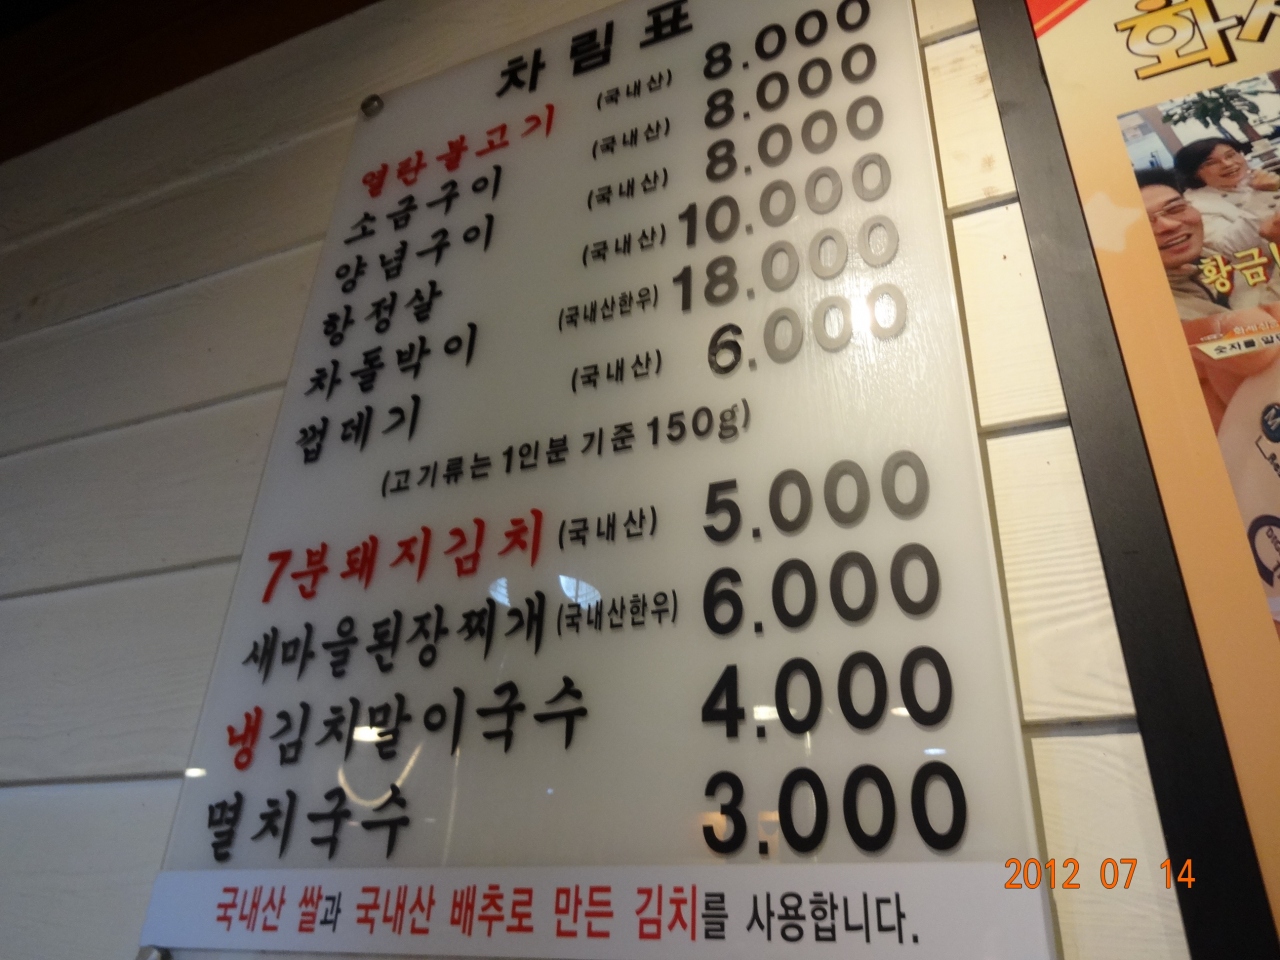 차림표
열탄불고기 (국내산) 8.000
소금구이 (국내산) 8.000
양념구이 (국내산) 8.000
항정살 (국내산) 10.000
차돌박이 (국내산한우) 18.000
껍데기 (국내산) 6.000
(고기류는 1인분 기준 150g)
7분돼지김치 (국내산) 5.000
새마을된장찌개 (국내산한우) 6.000
냉김치말이국수 4.000
멸치국수 3.000
국내산 쌀과 국내산 배추로 만든 김치를 사용합니다.
황금
2012 07 14